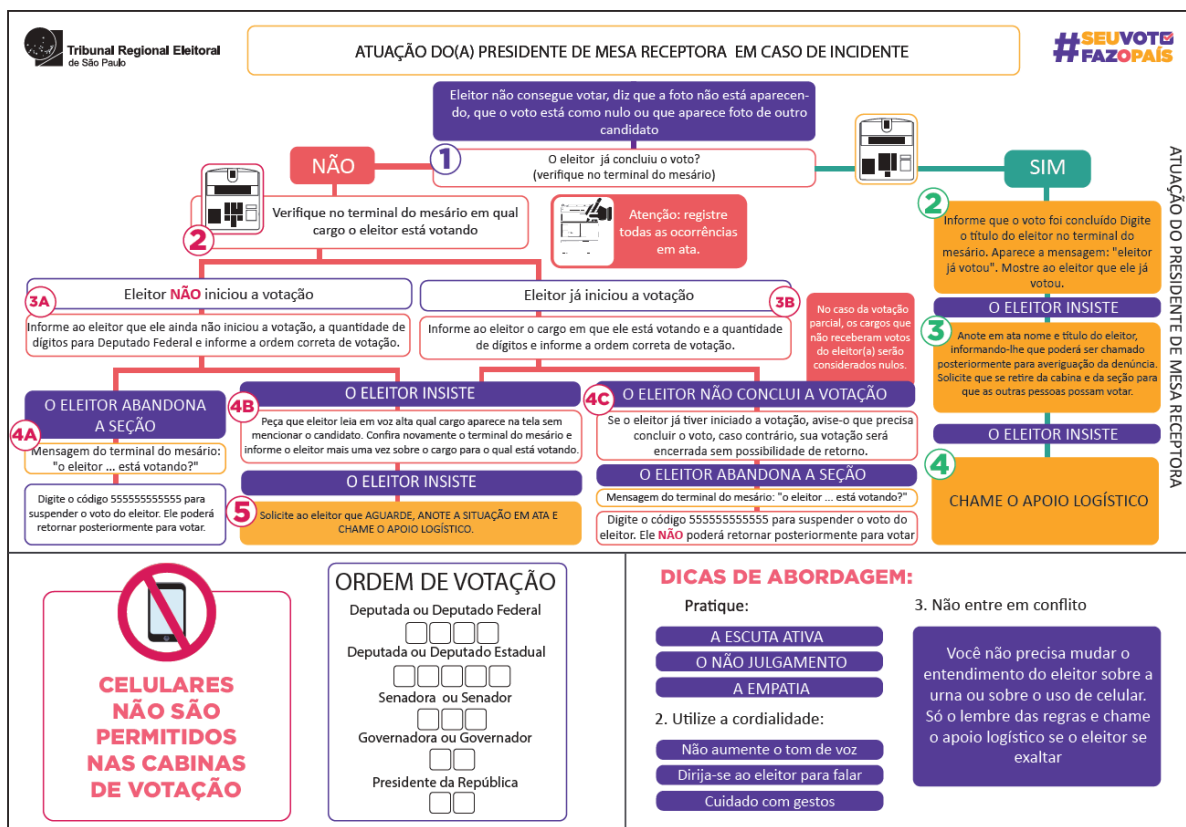 Tribunal Regional Eleitoral
de São Paulo
ATUAÇÃO DO(A) PRESIDENTE DE MESA RECEPTORA EM CASO DE INCIDENTE
#SEUVOTO
FAZOPAÍS
Eleitor não consegue votar, diz que a foto não está aparecen-
do, que o voto está como nulo ou que aparece foto de outro
candidato
1
O eleitor já concluiu o voto?
(verifique no terminal do mesário)
NÃO
SIM
2
Verifique no terminal do mesário em qual
cargo o eleitor está votando
Atenção: registre
todas as ocorrências
em ata.
3A
Eleitor NÃO iniciou a votação
Informe ao eleitor que ele ainda não iniciou a votação, a quantidade de
dígitos para Deputado Federal e informe a ordem correta de votação.
Eleitor já iniciou a votação
3B
Informe ao eleitor o cargo em que ele está votando e a quantidade
de dígitos e informe a ordem correta de votação.
No caso da votação
parcial, os cargos que
não receberam votos
do eleitor(a) serão
considerados nulos.
O ELEITOR ABANDONA
A SEÇÃO
4A
Mensagem do terminal do mesário:
"o eleitor ... está votando?"
Digite o código 555555555555 para
suspender o voto do eleitor. Ele poderá
retornar posteriormente para votar.
O ELEITOR INSISTE
4B
Peça que eleitor leia em voz alta qual cargo aparece na tela sem
mencionar o candidato. Confira novamente o terminal do mesário e
informe o eleitor mais uma vez sobre o cargo para o qual está votando.
O ELEITOR INSISTE
5
Solicite ao eleitor que AGUARDE, ANOTE A SITUAÇÃO EM ATA E
CHAME O APOIO LOGÍSTICO.
O ELEITOR NÃO CONCLUI A VOTAÇÃO
4C
Se o eleitor já tiver iniciado a votação, avise-o que precisa
concluir o voto, caso contrário, sua votação será
encerrada sem possibilidade de retorno.
O ELEITOR ABANDONA A SEÇÃO
Mensagem do terminal do mesário: "o eleitor ... está votando?"
Digite o código 555555555555 para suspender o voto do
eleitor. Ele NÃO poderá retornar posteriormente para votar
2
Informe que o voto foi concluído Digite
o título do eleitor no terminal do
mesário. Aparece a mensagem: "eleitor
já votou". Mostre ao eleitor que ele já
votou.
O ELEITOR INSISTE
3
Anote em ata nome e título do eleitor,
informando-lhe que poderá ser chamado
posteriormente para averiguação da denúncia.
Solicite que se retire da cabina e da seção para
que as outras pessoas possam votar.
O ELEITOR INSISTE
4
CHAME O APOIO LOGÍSTICO
ATUAÇÃO DO PRESIDENTE DE MESA RECEPTORA
CELULARES
NÃO SÃO
PERMITIDOS
NAS CABINAS
DE VOTAÇÃO
ORDEM DE VOTAÇÃO
Deputada ou Deputado Federal
Deputada ou Deputado Estadual
Senadora ou Senador
Governadora ou Governador
Presidente da República
DICAS DE ABORDAGEM:
Pratique:
A ESCUTA ATIVA
O NÃO JULGAMENTO
A EMPATIA
2. Utilize a cordialidade:
Não aumente o tom de voz
Dirija-se ao eleitor para falar
Cuidado com gestos
3. Não entre em conflito
Você não precisa mudar o
entendimento do eleitor sobre a
urna ou sobre o uso de celular.
Só o lembre das regras e chame
o apoio logístico se o eleitor se
exaltar